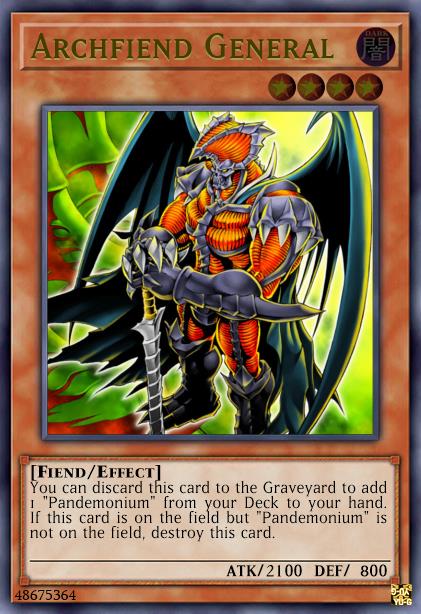 Archfiend General
DARK
闇
[Fiend/Effect]
You can discard this card to the Graveyard to add
1 "Pandemonium" from your Deck to your hand.
If this card is on the field but "Pandemonium" is
not on the field, destroy this card.
ATK/2100 DEF/ 800
48675364